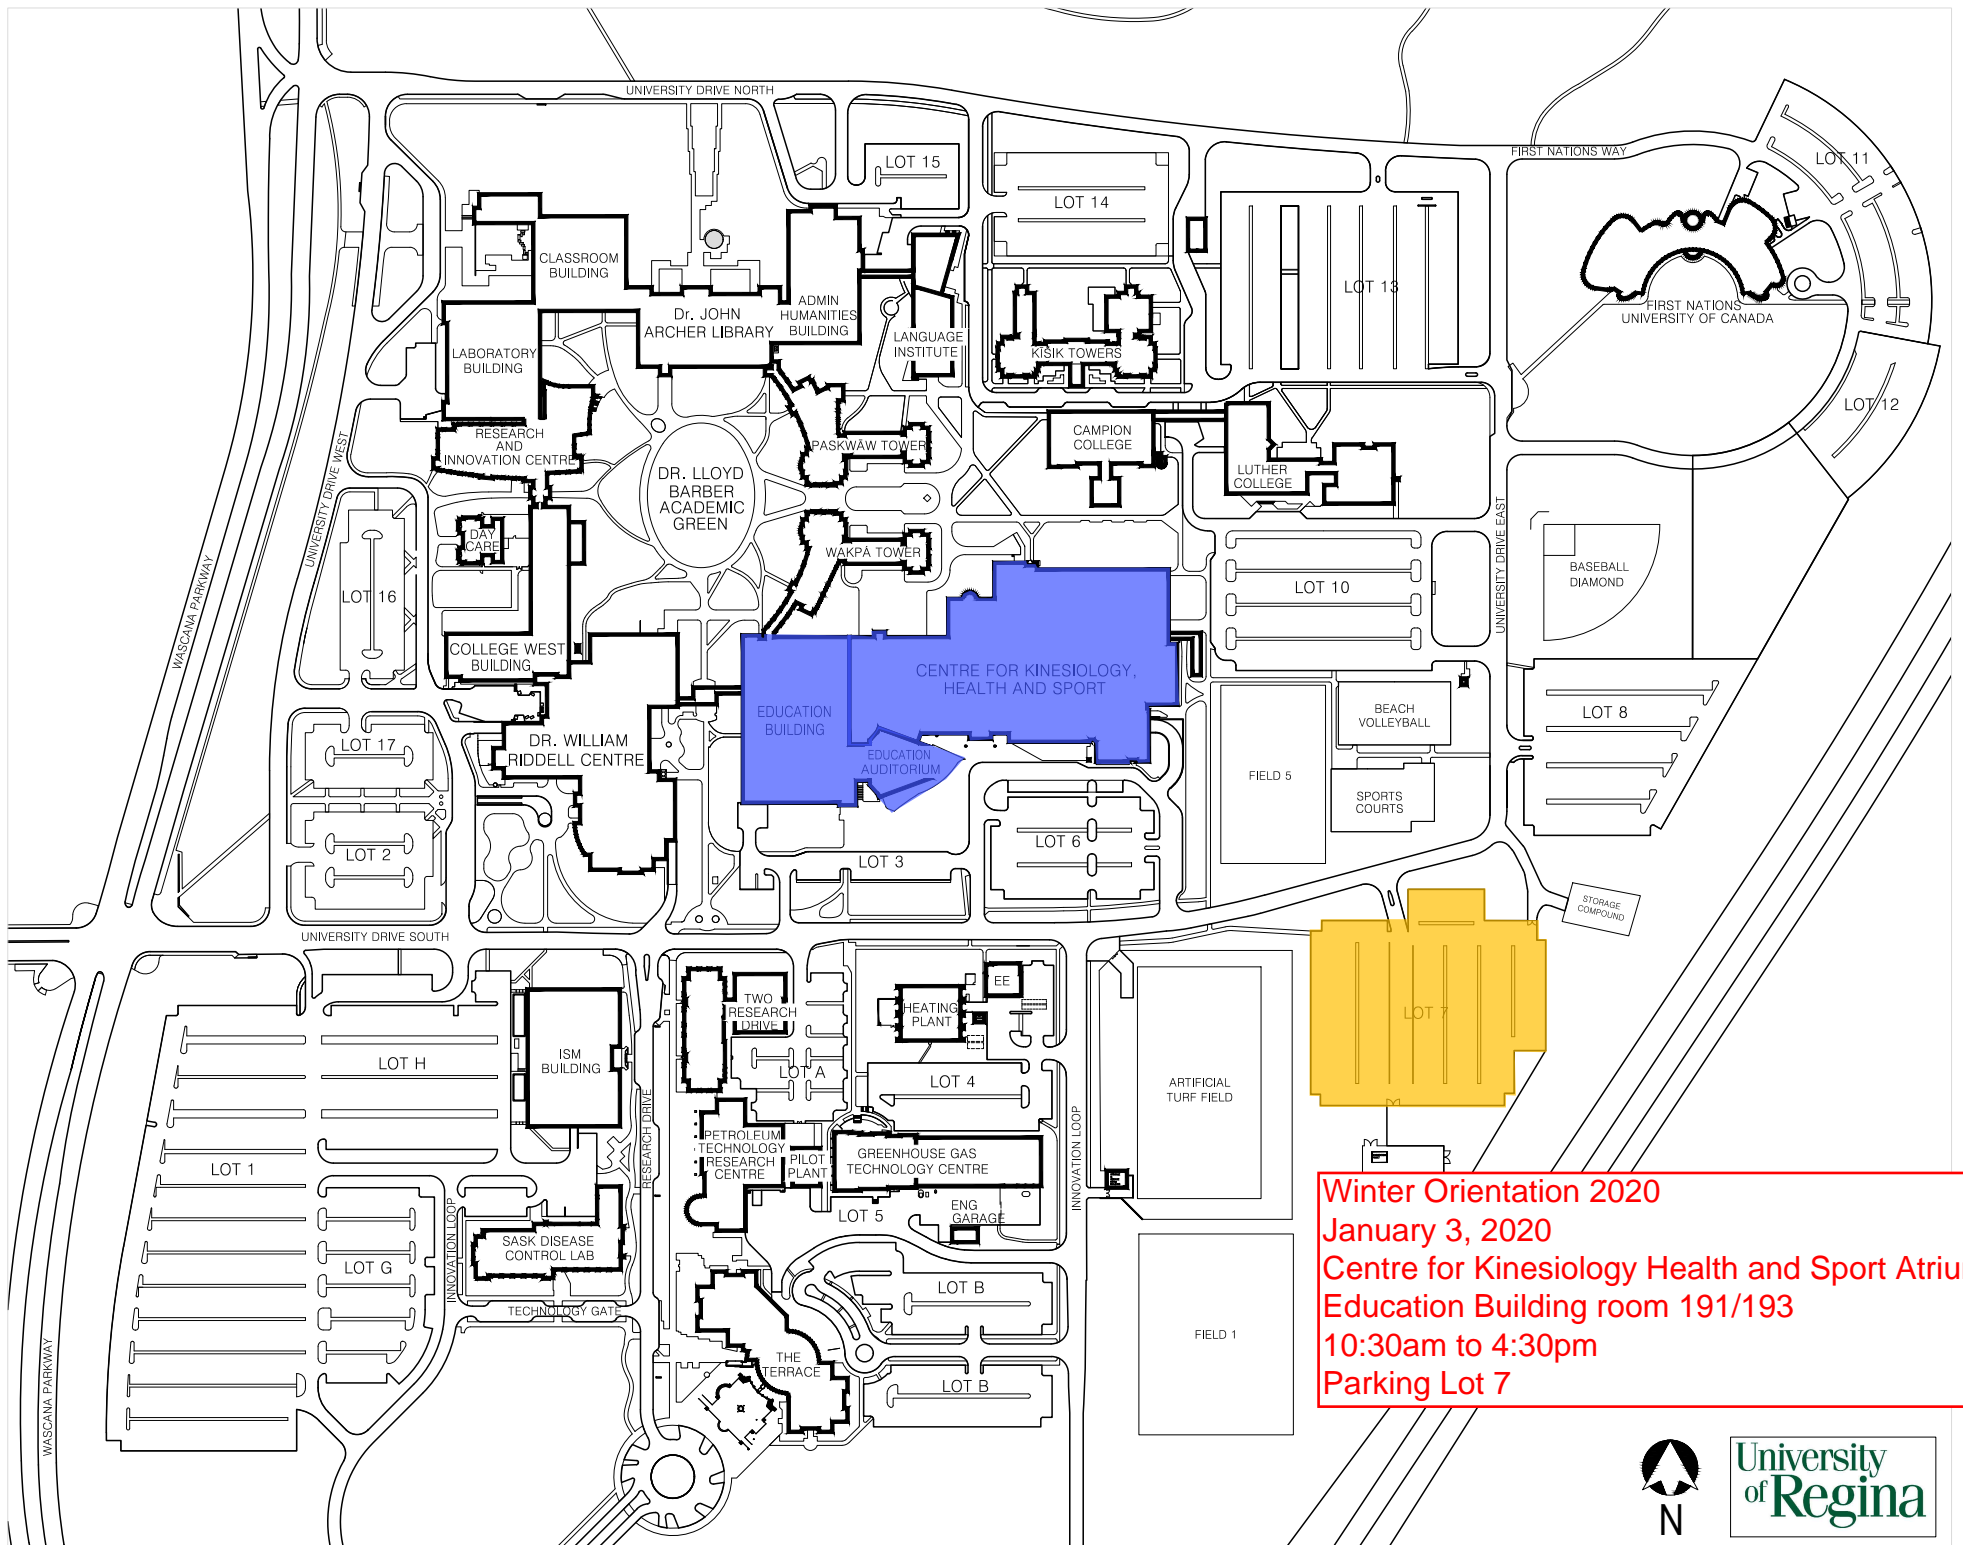 UNIVERSITY DRIVE NORTH
FIRST NATIONS WAY
LOT 15
LOT 11
LOT 14
CLASSROOM
BUILDING
LOT 13
Dr. JOHN
ARCHER LIBRARY
ADMIN
HUMANITIES
BUILDING
LANGUAGE
INSTITUTE
FIRST NATIONS
UNIVERSITY OF CANADA
LABORATORY
BUILDING
KĪSIK TOWERS
LOT 12
RESEARCH
AND
INNOVATION CENTRE
PASKWĀW TOWER
CAMPION
COLLEGE
LUTHER
COLLEGE
DR. LLOYD
BARBER
ACADEMIC
GREEN
UNIVERSITY DRIVE WEST
UNIVERSITY DRIVE EAST
DAY
CARE
WAKPĀ TOWER
BASEBALL
DIAMOND
WASCANA PARKWAY
LOT 16
LOT 10
COLLEGE WEST
BUILDING
CENTRE FOR KINESIOLOGY,
HEALTH AND SPORT
EDUCATION
BUILDING
BEACH
VOLLEYBALL
LOT 8
LOT 17
DR. WILLIAM
RIDDELL CENTRE
EDUCATION
AUDITORIUM
FIELD 5
SPORTS
COURTS
LOT 2
LOT 3
LOT 6
STORAGE
COMPOUND
UNIVERSITY DRIVE SOUTH
TWO
RESEARCH
DRIVE
EE
HEATING
PLANT
LOT 7
LOT H
ISM
BUILDING
LOT A
LOT 4
ARTIFICIAL
TURF FIELD
RESEARCH DRIVE
INNOVATION LOOP
PETROLEUM
TECHNOLOGY
RESEARCH
CENTRE
PILOT
PLANT
GREENHOUSE GAS
TECHNOLOGY CENTRE
LOT 1
LOT 5
ENG
GARAGE
INNOVATION LOOP
SASK DISEASE
CONTROL LAB
LOT G
TECHNOLOGY GATE
LOT B
THE
TERRACE
LOT B
FIELD 1
WASCANA PARKWAY
Winter Orientation 2020
January 3, 2020
Centre for Kinesiology Health and Sport Atriu
Education Building room 191/193
10:30am to 4:30pm
Parking Lot 7
N
University
of Regina